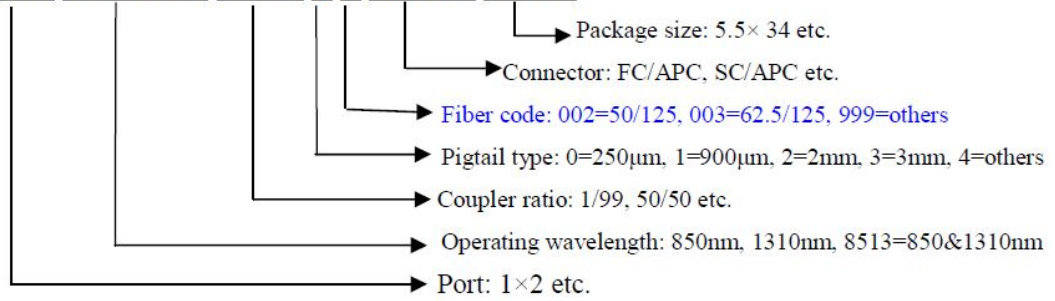 Package size: 5.5× 34 etc.
Connector: FC/APC, SC/APC etc.
Fiber code: 002=50/125, 003=62.5/125, 999=others
Pigtail type: 0=250μm, 1=900μm, 2=2mm, 3=3mm, 4=others
Coupler ratio: 1/99, 50/50 etc.
Operating wavelength: 850nm, 1310nm, 8513=850&1310nm
Port: 1×2 etc.